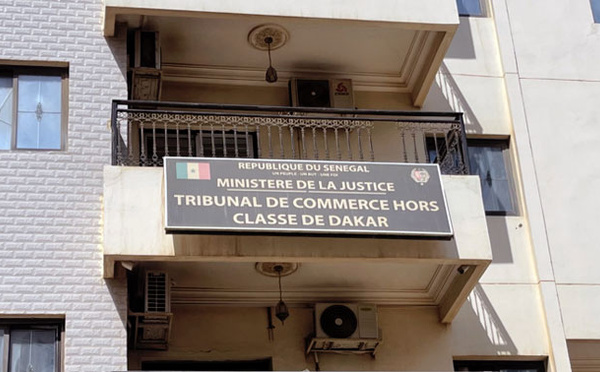 REPUBLIQUE DU SENEGAL
UN PEUPLE - UN BUT - UNE FOI
MINISTERE DE LA JUSTICE
TRIBUNAL DE COMMERCE HORS
CLASSE DE DAKAR